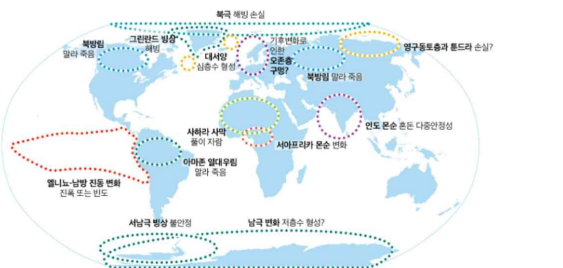 북극 해빙 손실
그린란드 빙상
해빙
북방림
말라 죽음
대서양
심층수 형성
기후변화로
인한
오존층
구멍?
영구동토층과 툰드라 손실?
북방림 말라 죽음
사하라 사막
풀이 자람
서아프리카 몬순 변화
인도 몬순 혼돈 다중안정성
아마존 열대우림
말라 죽음
엘니뇨-남방 진동 변화
진폭 또는 빈도
서남극 빙상 불안정
남극 변화 저층수 형성?